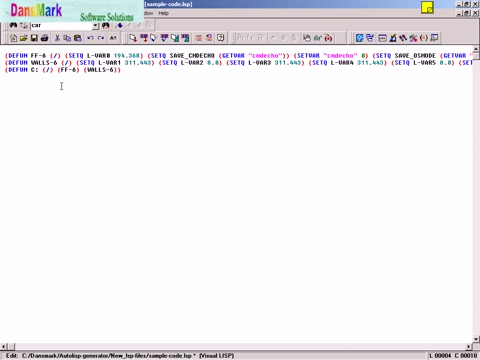 DansMark
Software Solutions
[sample-code.lsp]
Help
car
(DEFUN FF-6 (/) (SETQ L-VAR0 194.368) (SETQ SAVE_CMDECHO (GETVAR "cmdecho")) (SETVAR "cmdecho" 0) (SETQ SAVE_OSMODE (GETVAR "
(DEFUN WALLS-6 (/) (SETQ L-VAR1 311.443) (SETQ L-VAR2 8.0) (SETQ L-VAR3 311.443) (SETQ L-VAR4 311.443) (SETQ L-VAR5 8.0) (SET
(DEFUN C: (/) (FF-6) (WALLS-6))
Edit: C:/Dansmark/Autolisp-generator/New_lsp-files/sample-code.lsp * (Visual LISP)
L 00004 C 00010